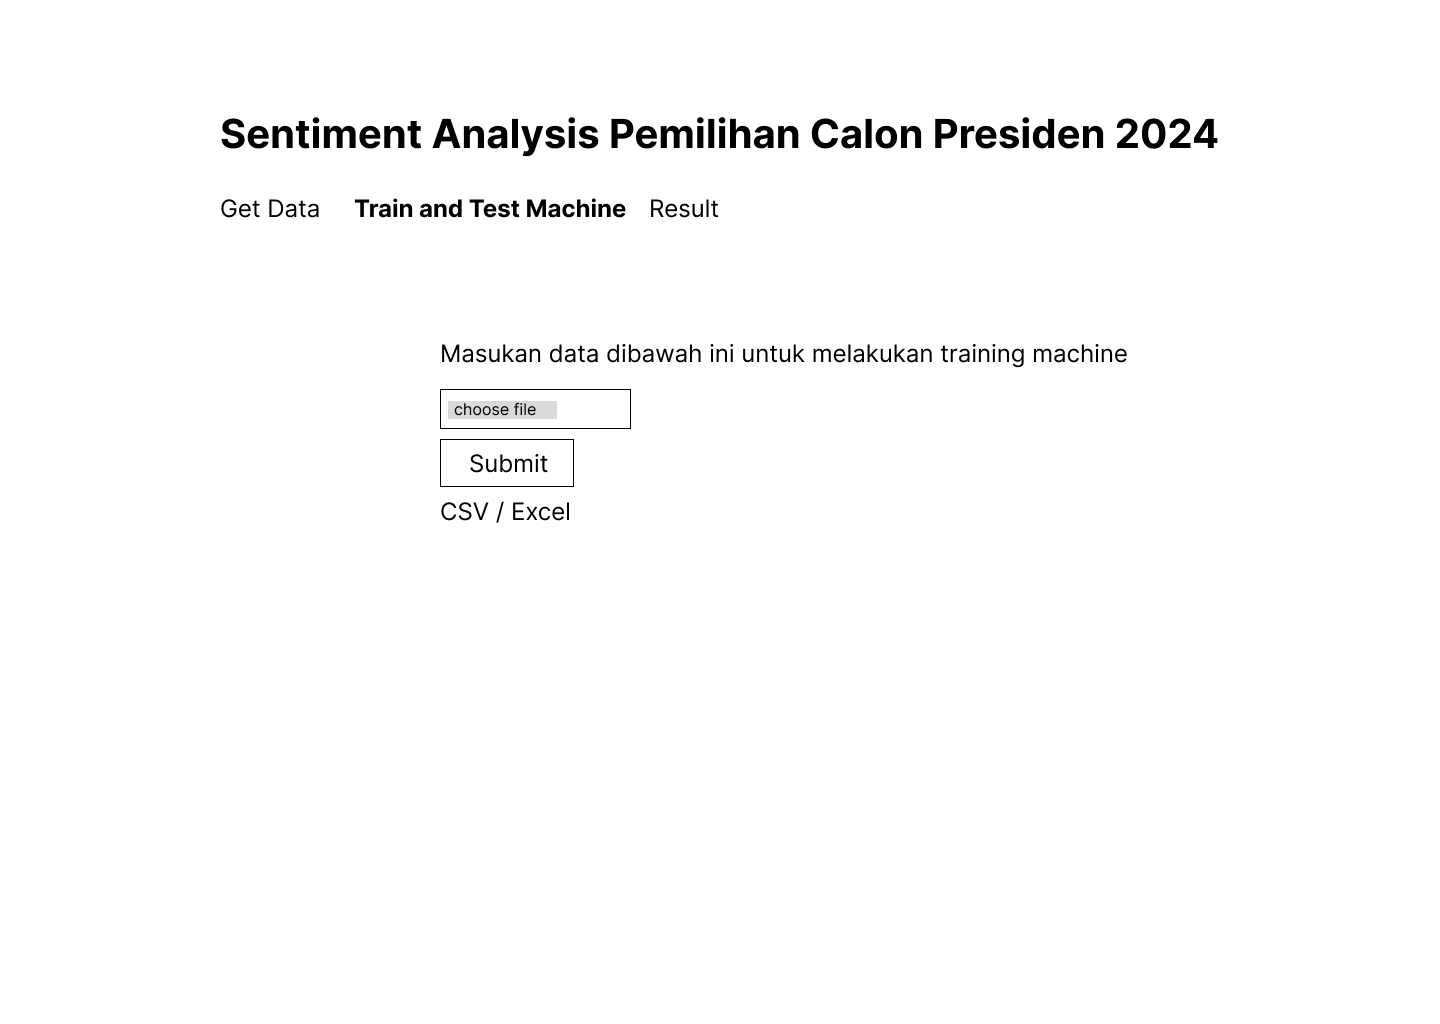 Sentiment Analysis Pemilihan Calon Presiden 2024
Get Data Train and Test Machine Result
Masukan data dibawah ini untuk melakukan training machine
choose file
Submit
CSV / Excel